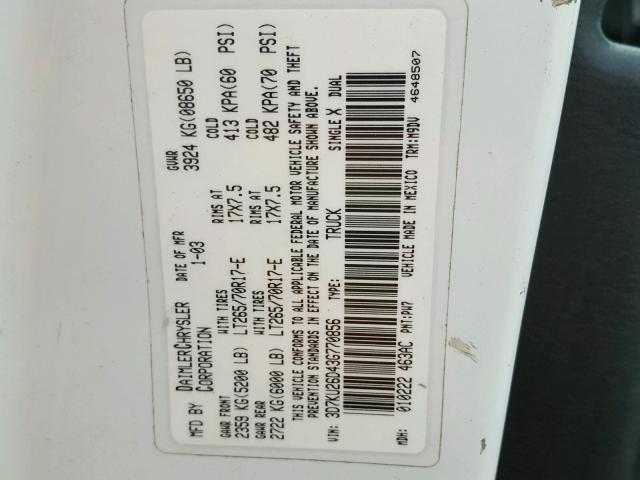 MFD BY DAIMLERCHRYSLER CORPORATION DATE OF MFR 1-03 GVWR 3924 KG(08650 LB)
GAWR FRONT 2359 KG(5200 LB) WITH TIRES LT265/70R17-E RIMS AT 17X7.5 COLD 413 KPA(60 PSI)
GAWR REAR 2722 KG(6000 LB) WITH TIRES LT265/70R17-E RIMS AT 17X7.5 COLD 482 KPA(70 PSI)
THIS VEHICLE CONFORMS TO ALL APPLICABLE FEDERAL MOTOR VEHICLE SAFETY AND THEFT
PREVENTION STANDARDS IN EFFECT ON THE DATE OF MANUFACTURE SHOWN ABOVE.
VIN: 3D7KU26D43G770856 TYPE: TRUCK SINGLE X DUAL
MDH: 010222 463AC PNT:PW7 VEHICLE MADE IN MEXICO TRM:M9DV
4648507